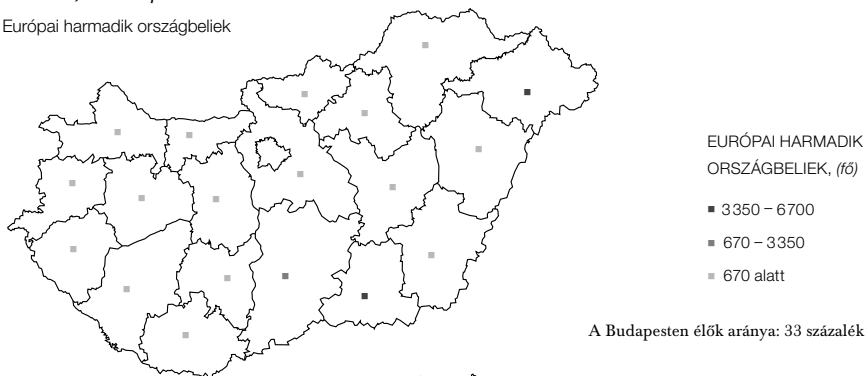 Európai harmadik országbeliek
EURÓPAI HARMADIK
ORSZÁGBELIEK, (fő)
3350 – 6700
670 – 3350
670 alatt
A Budapesten élők aránya: 33 százalék